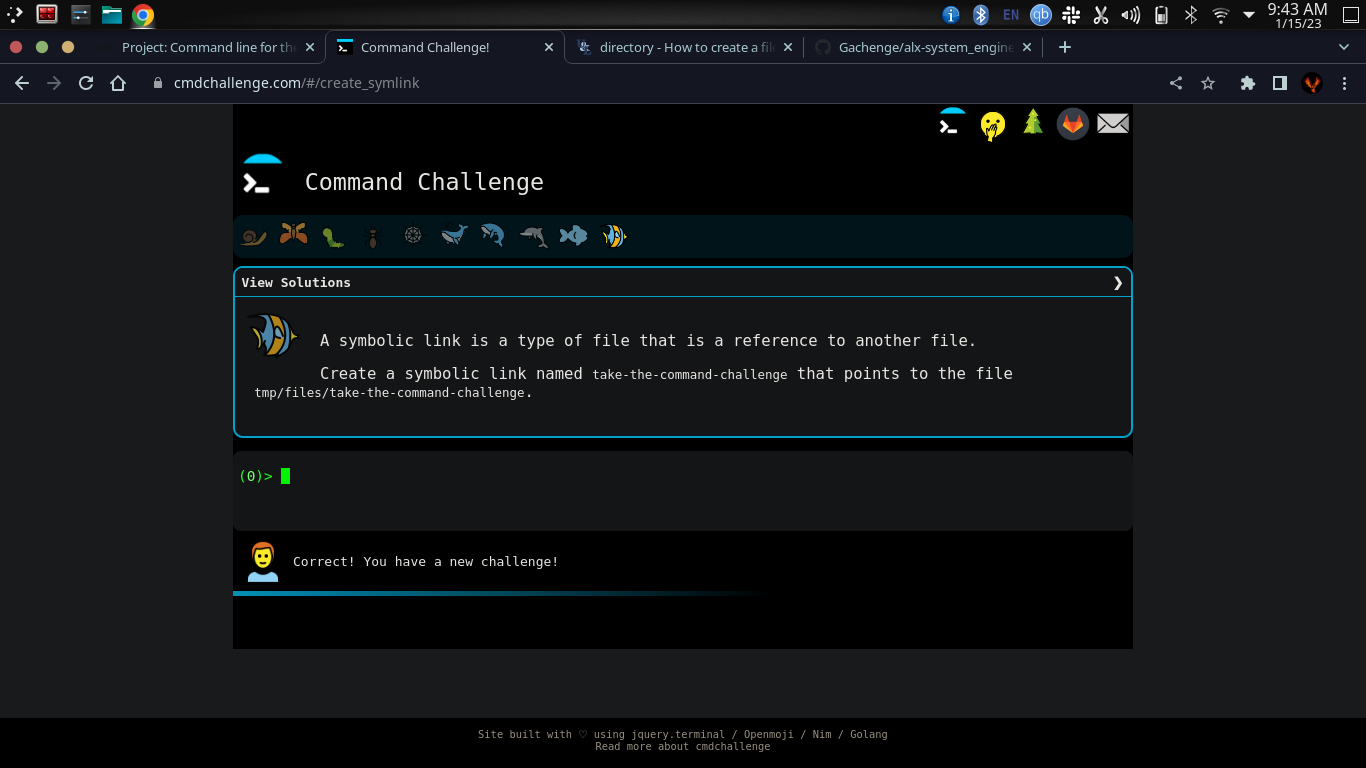 EN
qb
9:43 AM
1/15/23
Project: Command line for the
Command Challenge!
directory - How to create a file
Gachenge/alx-system_engine
cmdchallenge.com/#/create_symlink
Command Challenge
View Solutions
A symbolic link is a type of file that is a reference to another file.
Create a symbolic link named take-the-command-challenge that points to the file
tmp/files/take-the-command-challenge.
(0)>
Correct! You have a new challenge!
Site built with ♡ using jquery.terminal / Openmoji / Nim / Golang
Read more about cmdchallenge